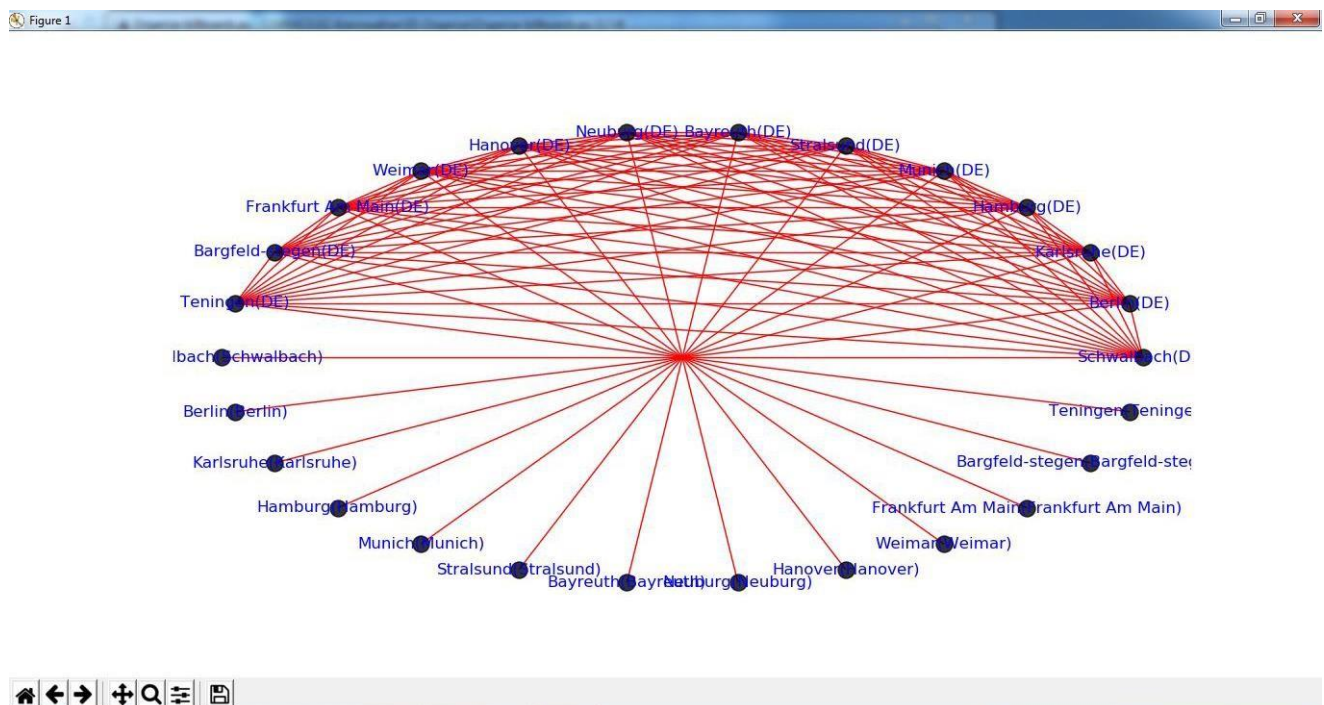 Figure 1
Neuburg(DE) Bayreuth(DE)
Hanover(DE)
Stralsund(DE)
Weimar(DE)
Munich(DE)
Frankfurt Am Main(DE)
Hamburg(DE)
Bargfeld-stegen(DE)
Karlsruhe(DE)
Teningen(DE)
Berlin(DE)
lbach(Schwalbach)
Schwalbach(D
Berlin(Berlin)
Teningen(Teninge
Karlsruhe(Karlsruhe)
Bargfeld-stegen(Bargfeld-steg
Hamburg(Hamburg)
Frankfurt Am Main(Frankfurt Am Main)
Munich(Munich)
Weimar(Weimar)
Stralsund(Stralsund)
Hanover(Hanover)
Bayreuth(Bayreuth)
Neuburg(Neuburg)